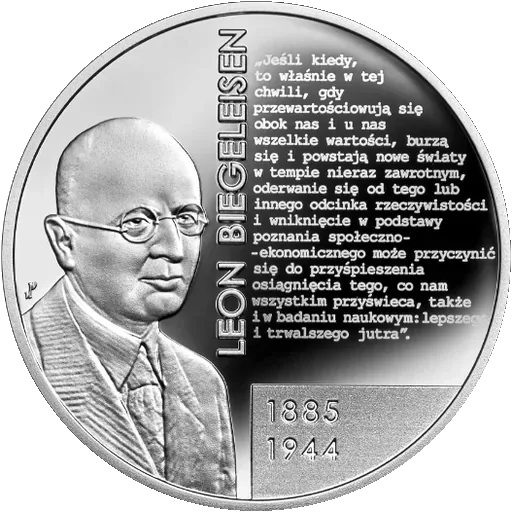 LEON BIEGELEISEN
„Jeśli kiedy,
to właśnie w tej
chwili, gdy
przewartościowują się
obok nas i u nas
wszelkie wartości, burzą
się i powstają nowe światy
w tempie nieraz zawrotnym,
oderwanie się od tego lub
innego odcinka rzeczywistości
i wniknięcie w podstawy
poznania społeczno-
-ekonomicznego może przyczynić
się do przyśpieszenia
osiągnięcia tego, co nam
wszystkim przyświeca, także
i w badaniu naukowym: lepszego
i trwalszego jutra”.
1885
1944